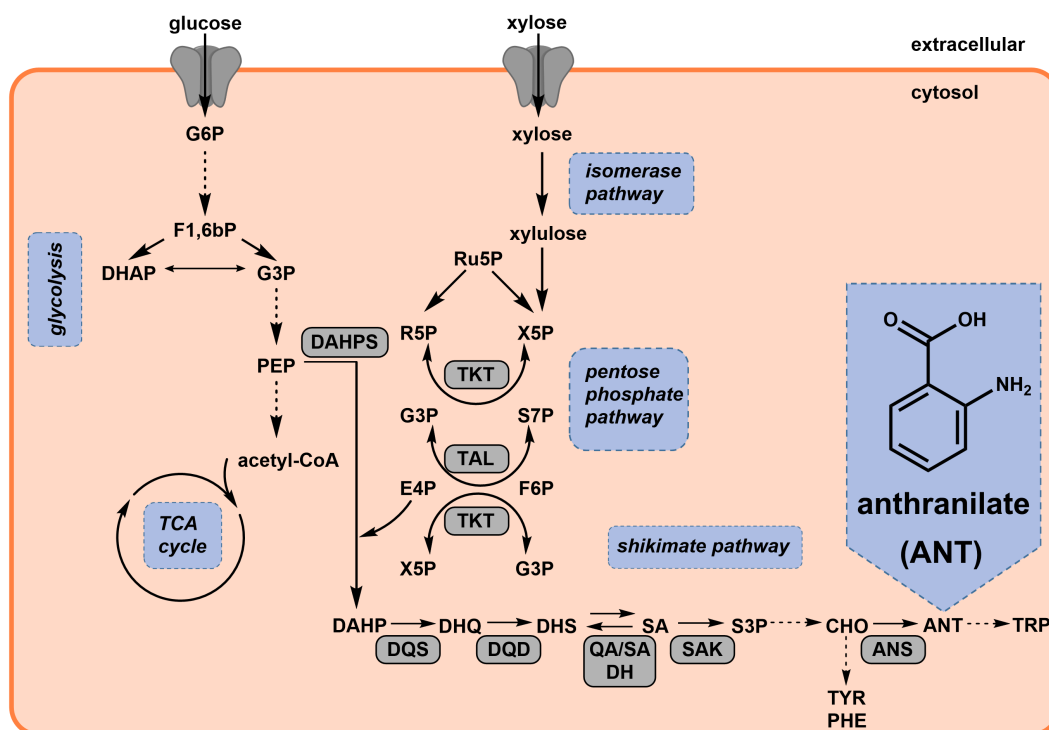 glucose
xylose
extracellular
cytosol
G6P
xylose
isomerase
pathway
F1,6bP
xylulose
glycolysis
DHAP
G3P
Ru5P
R5P
X5P
DAHPS
PEP
TKT
pentose
phosphate
pathway
G3P
S7P
acetyl-CoA
TAL
E4P
F6P
TKT
TCA
cycle
X5P
G3P
shikimate pathway
O
OH
NH2
anthranilate
(ANT)
DAHP
DHQ
DHS
SA
S3P
CHO
ANT
TRP
DQS
DQD
QA/SA
DH
SAK
ANS
TYR
PHE